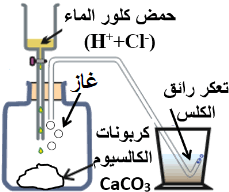 حمض كلور الماء
(H⁺+Cl⁻)
غاز
تعكر رائق
الكلس
كربونات
الكالسيوم
CaCO₃